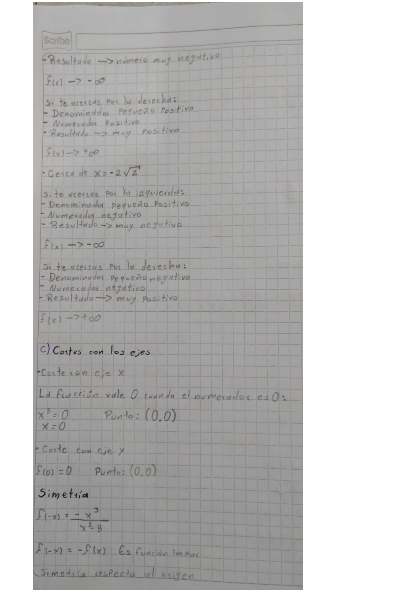 Scribe
- Resultado —> número muy negativo
f(x) —> -∞
Si te acercas por la derecha:
- Denominador pequeño positivo
- Numerador positivo
- Resultado —> muy positivo
f(x) —> +∞
• Cerca de x = -2√2
Si te acercas por la izquierda:
- Denominador pequeño positivo
- Numerador negativo
- Resultado —> muy negativo
f(x) —> -∞
Si te acercas por la derecha:
- Denominador pequeño negativo
- Numerador negativo
- Resultado —> muy positivo
f(x) —> +∞
C) Cortes con los ejes
• Corte con eje x
La fracción vale 0 cuando el numerador es 0:
x³ = 0 Punto: (0,0)
x = 0
• Corte con eje y
f(0) = 0 Punto: (0,0)
Simetría
f(-x) = -x³
x²-8
f(-x) = -f(x) Es función impar
Simetría respecto al origen